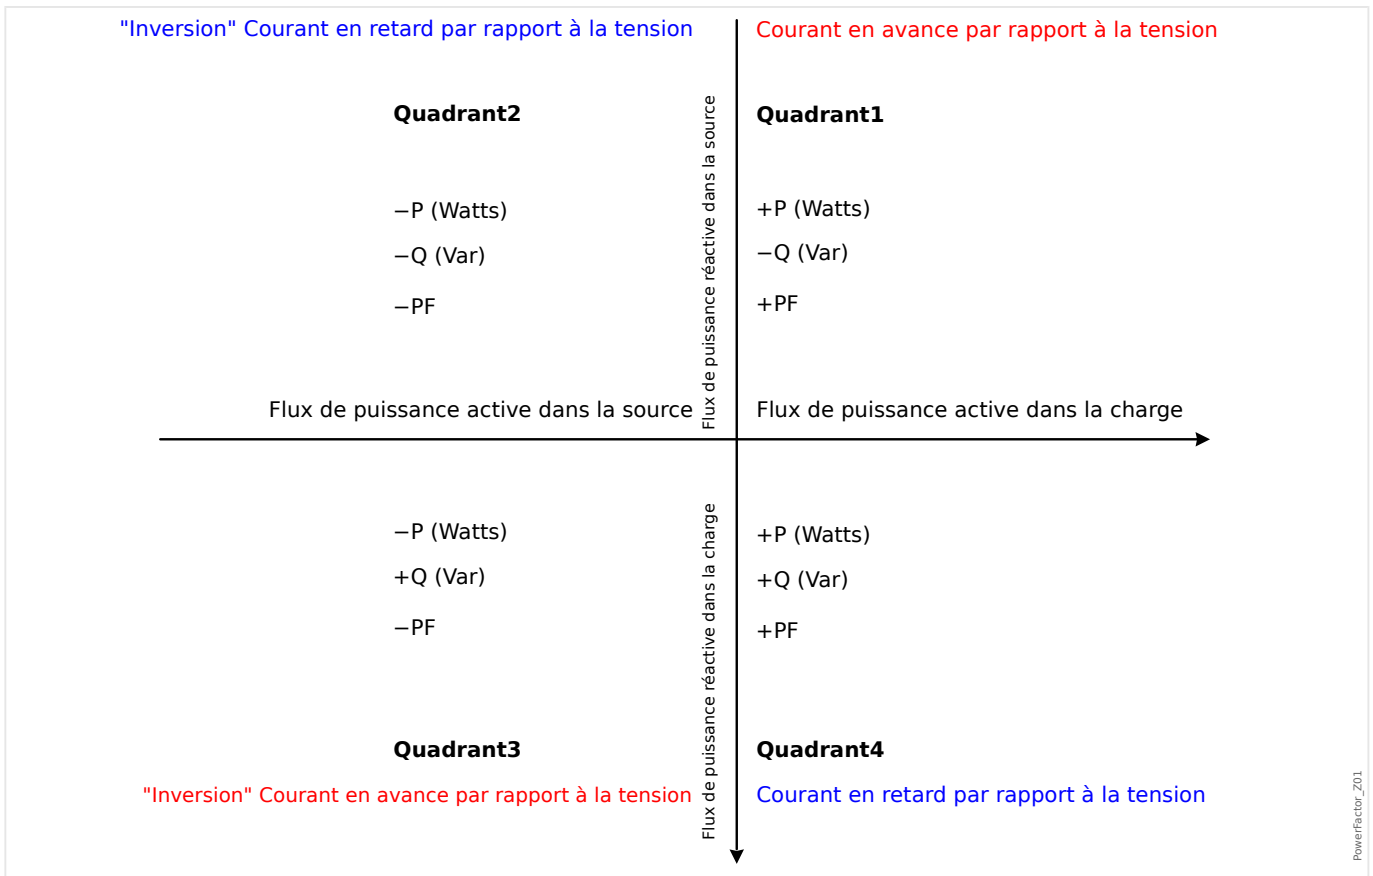 "Inversion" Courant en retard par rapport à la tension
Courant en avance par rapport à la tension
Quadrant2
Quadrant1
Flux de puissance réactive dans la source
−P (Watts)
−Q (Var)
−PF
+P (Watts)
−Q (Var)
+PF
Flux de puissance active dans la source
Flux de puissance active dans la charge
Flux de puissance réactive dans la charge
−P (Watts)
+Q (Var)
−PF
+P (Watts)
+Q (Var)
+PF
Quadrant3
Quadrant4
"Inversion" Courant en avance par rapport à la tension
Courant en retard par rapport à la tension
PowerFactor_Z01